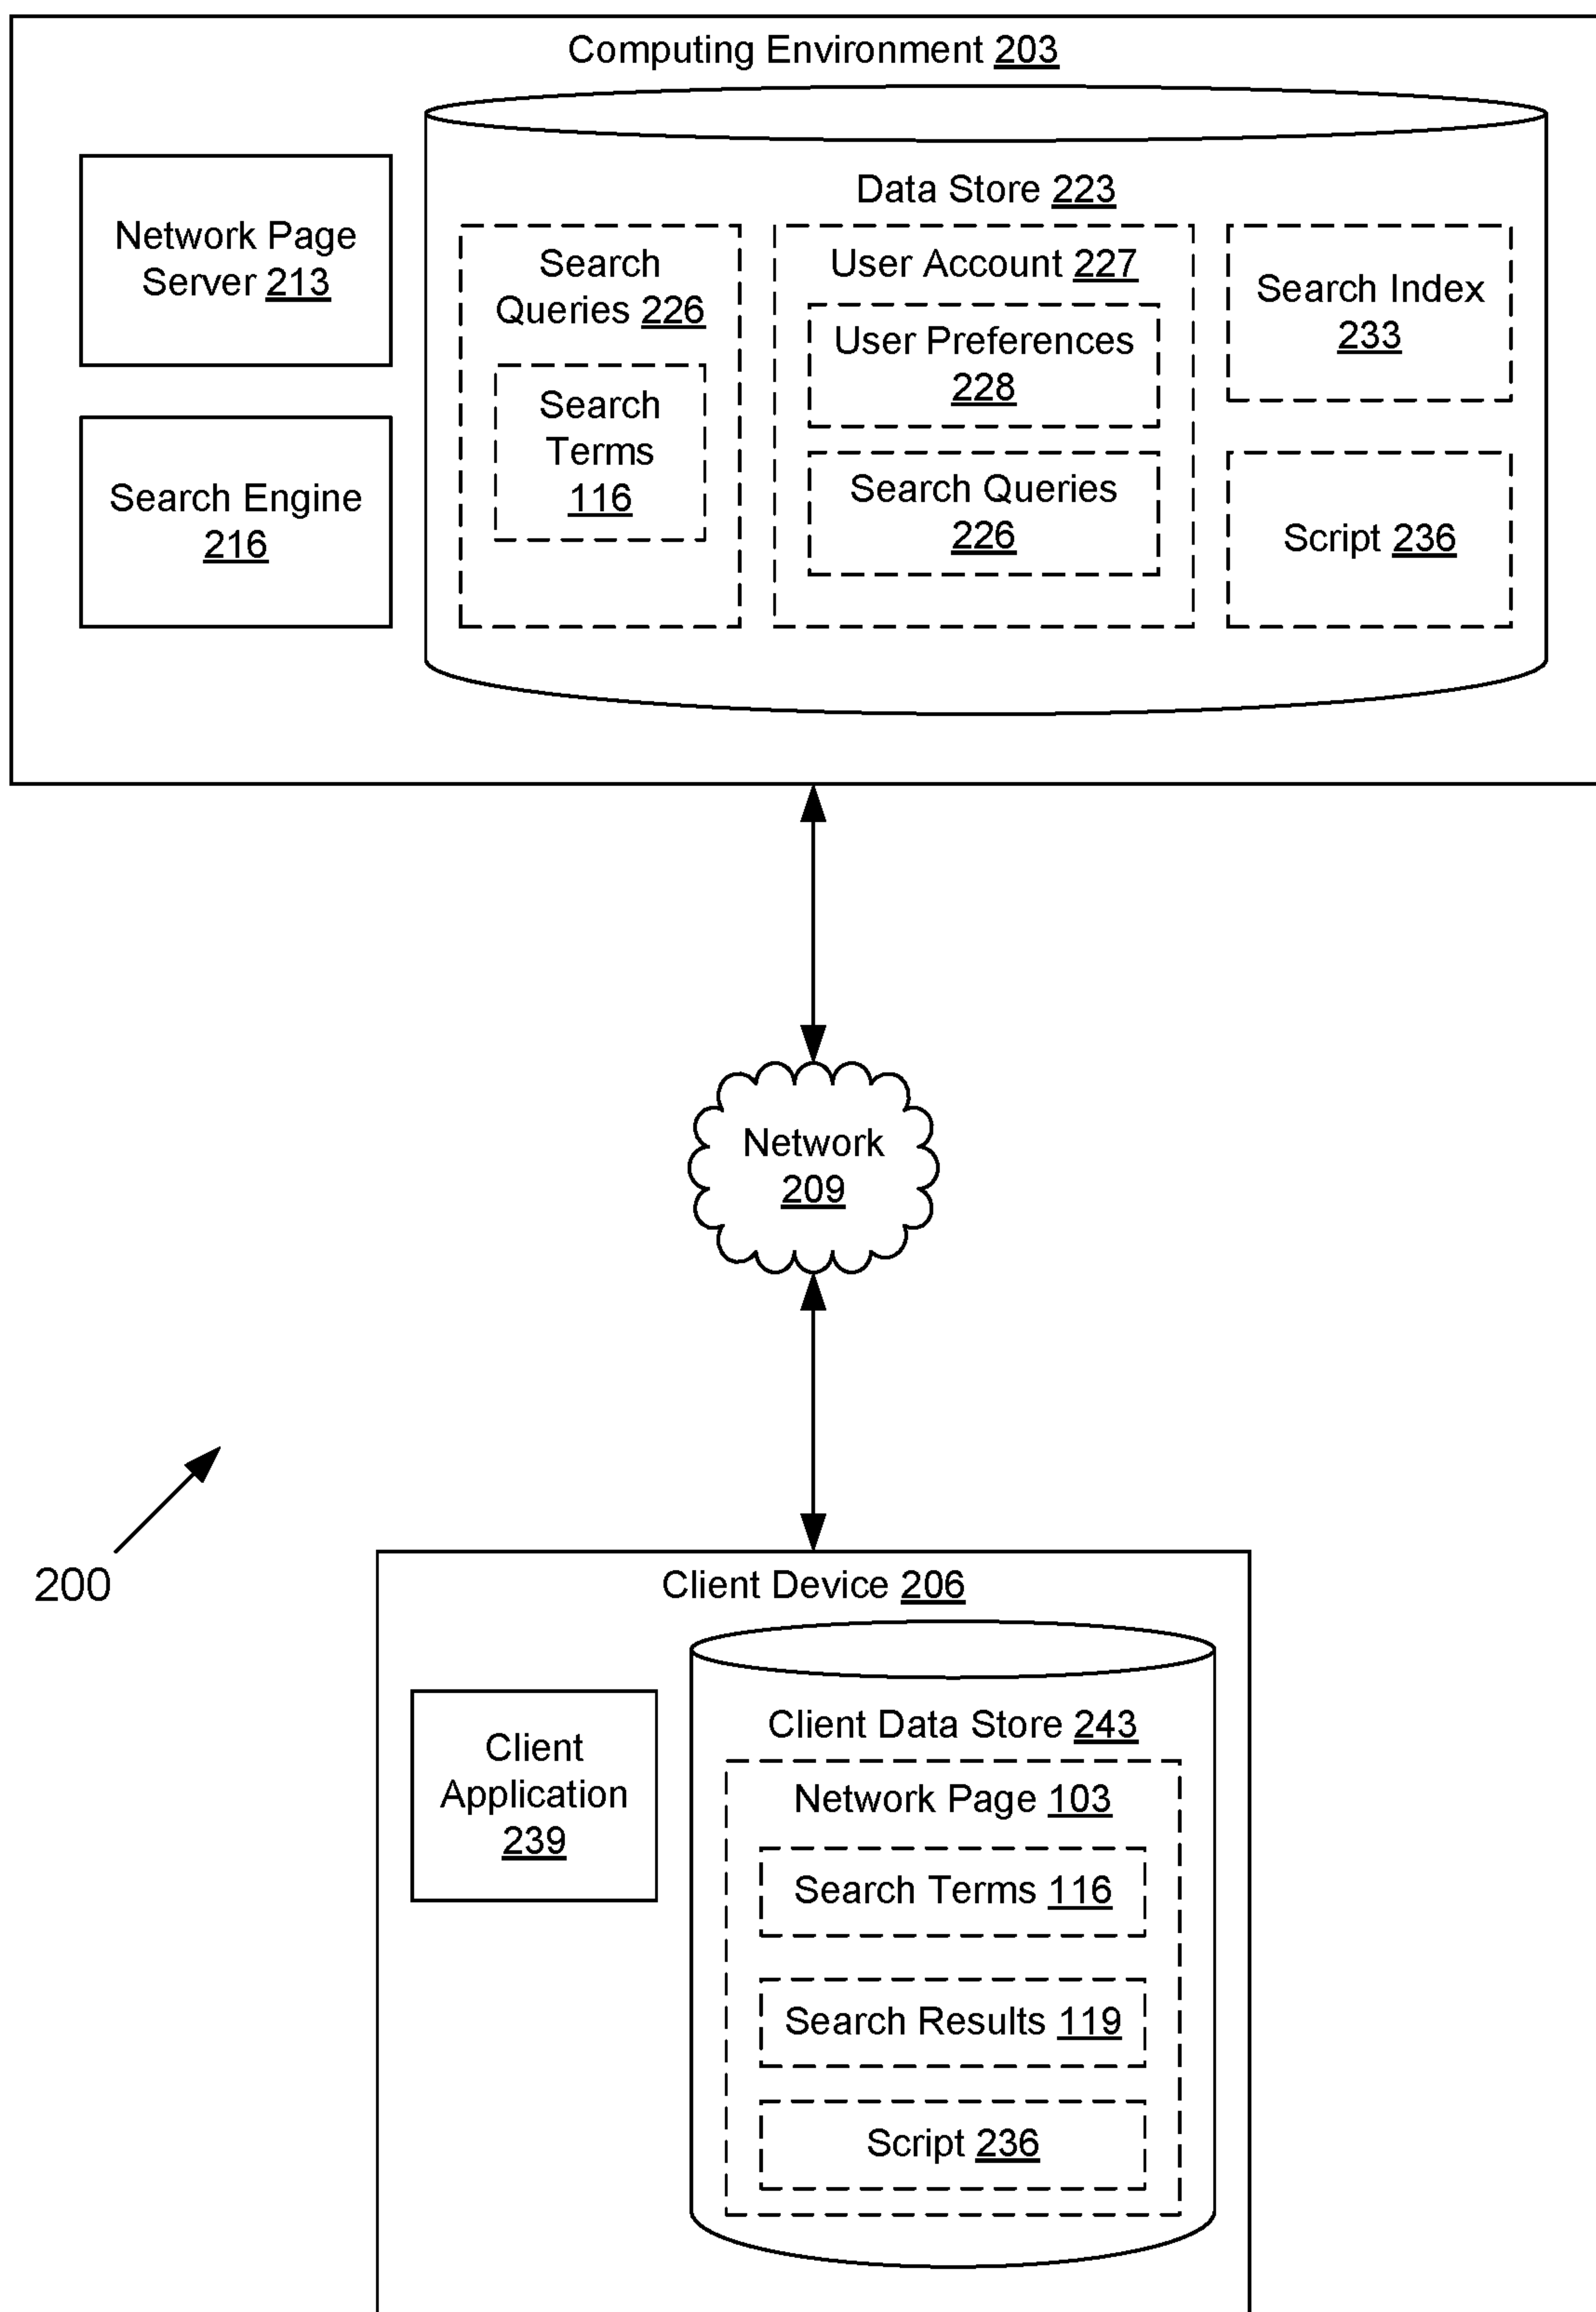 Computing Environment 203
Data Store 223
Network Page
Server 213
Search Engine
216
Search
Queries 226
Search
Terms
116
User Account 227
User Preferences
228
Search Queries
226
Search Index
233
Script 236
Network
209
200
Client Device 206
Client
Application
239
Client Data Store 243
Network Page 103
Search Terms 116
Search Results 119
Script 236